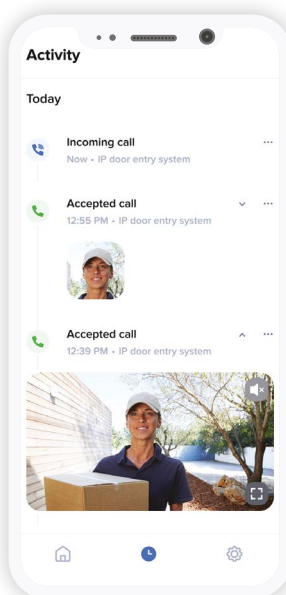 Activity
Today
Incoming call
Now • IP door entry system
Accepted call
12:55 PM • IP door entry system
Accepted call
12:39 PM • IP door entry system